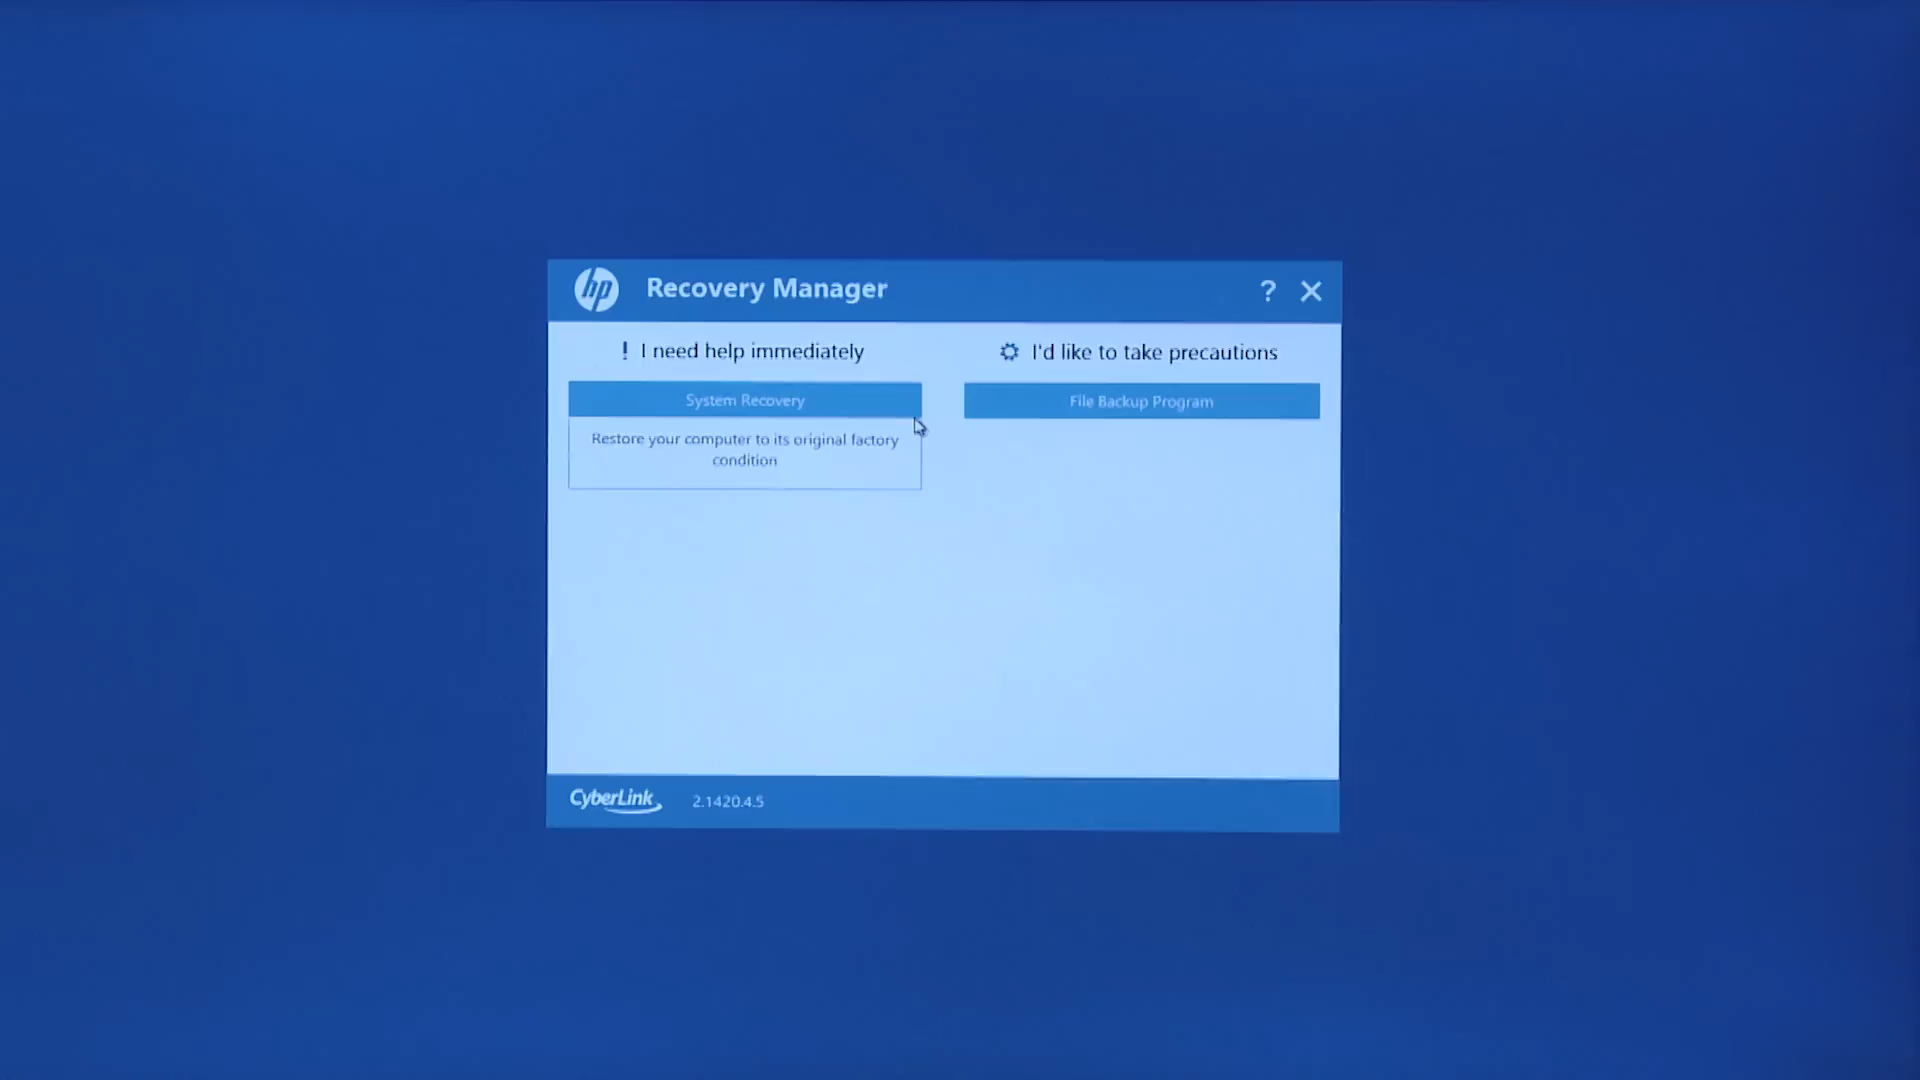 hp Recovery Manager ? ×
! I need help immediately
System Recovery
Restore your computer to its original factory
condition
I'd like to take precautions
File Backup Program
CyberLink 2.1420.4.5